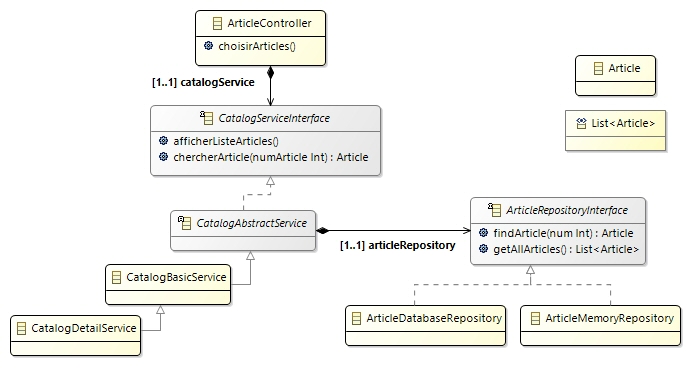 ArticleController
choisirArticles()
[1..1] catalogService
CatalogServiceInterface
afficherListeArticles()
chercherArticle(numArticle Int) : Article
Article
List<Article>
CatalogAbstractService
[1..1] articleRepository
ArticleRepositoryInterface
findArticle(num Int) : Article
getAllArticles() : List<Article>
CatalogBasicService
CatalogDetailService
ArticleDatabaseRepository
ArticleMemoryRepository